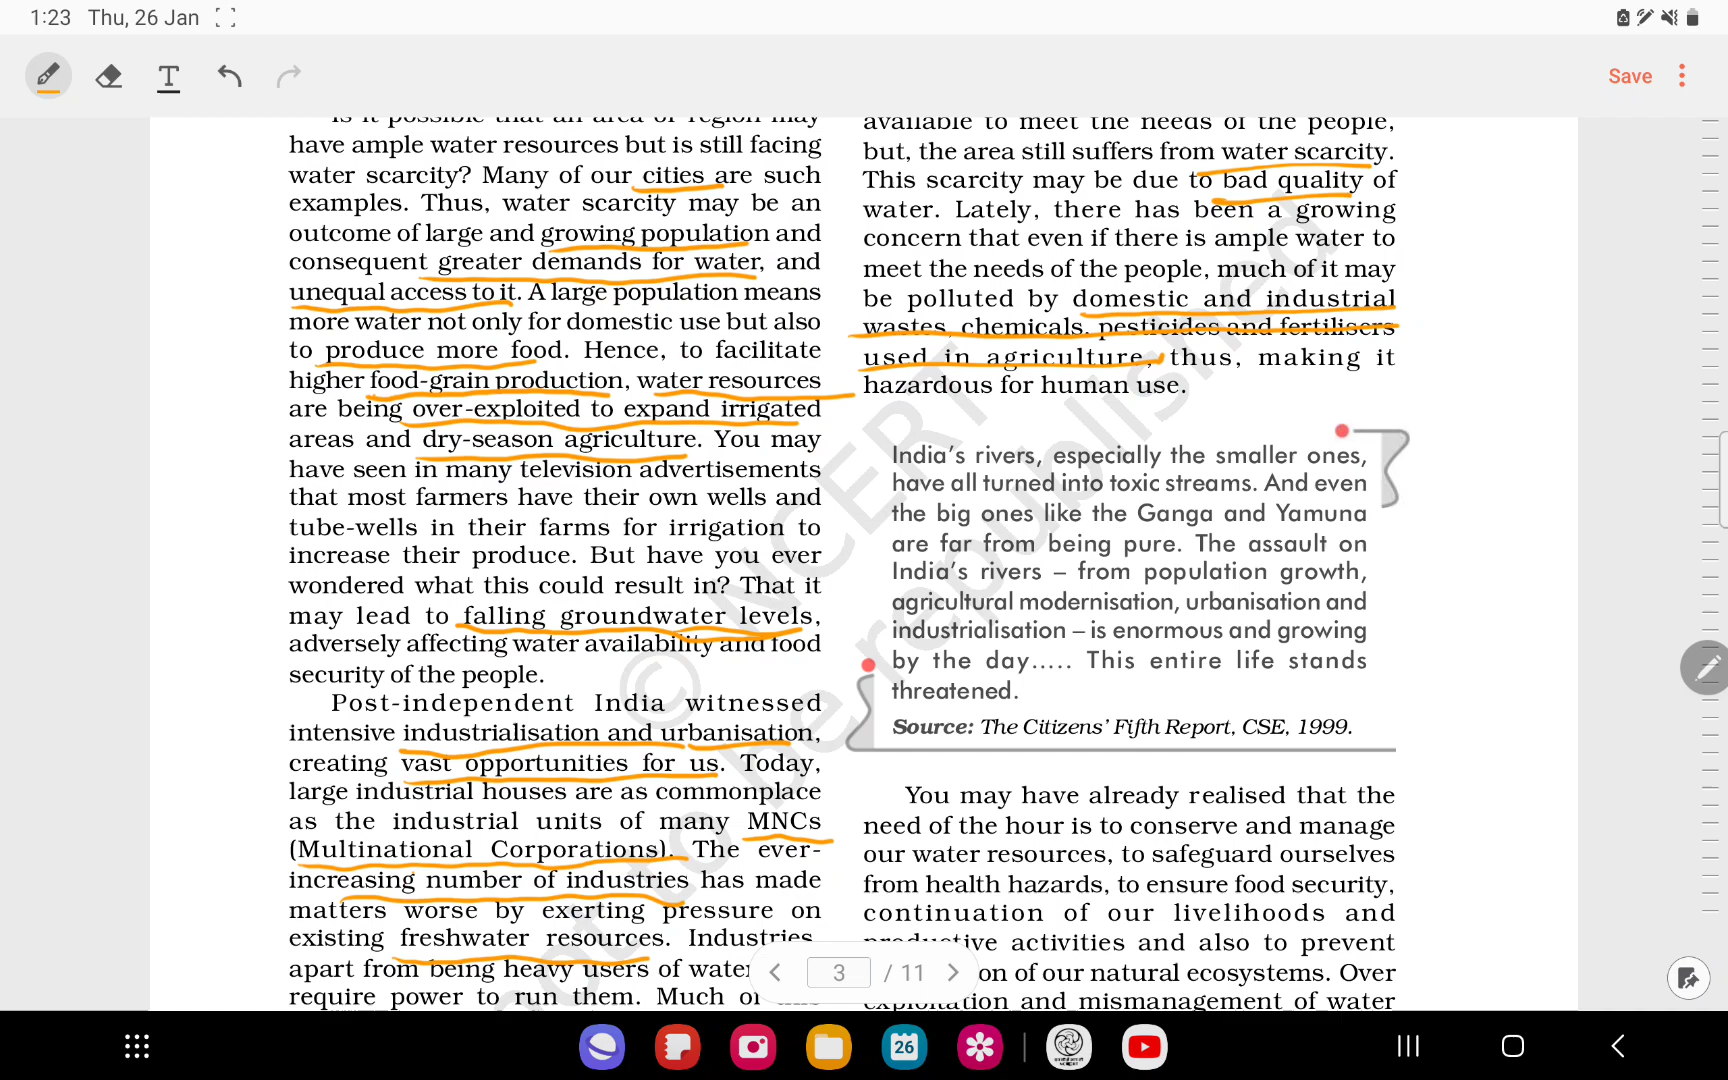 1:23 Thu, 26 Jan
T
Save
Is it possible that an area or region may
have ample water resources but is still facing
water scarcity? Many of our cities are such
examples. Thus, water scarcity may be an
outcome of large and growing population and
consequent greater demands for water, and
unequal access to it. A large population means
more water not only for domestic use but also
to produce more food. Hence, to facilitate
higher food-grain production, water resources
are being over-exploited to expand irrigated
areas and dry-season agriculture. You may
have seen in many television advertisements
that most farmers have their own wells and
tube-wells in their farms for irrigation to
increase their produce. But have you ever
wondered what this could result in? That it
may lead to falling groundwater levels,
adversely affecting water availability and food
security of the people.
Post-independent India witnessed
intensive industrialisation and urbanisation,
creating vast opportunities for us. Today,
large industrial houses are as commonplace
as the industrial units of many MNCs
(Multinational Corporations). The ever-
increasing number of industries has made
matters worse by exerting pressure on
existing freshwater resources. Industries,
apart from being heavy users of water
require power to run them. Much of this
available to meet the needs of the people,
but, the area still suffers from water scarcity.
This scarcity may be due to bad quality of
water. Lately, there has been a growing
concern that even if there is ample water to
meet the needs of the people, much of it may
be polluted by domestic and industrial
wastes, chemicals, pesticides and fertilisers
used in agriculture, thus, making it
hazardous for human use.
India's rivers, especially the smaller ones,
have all turned into toxic streams. And even
the big ones like the Ganga and Yamuna
are far from being pure. The assault on
India's rivers – from population growth,
agricultural modernisation, urbanisation and
industrialisation – is enormous and growing
by the day..... This entire life stands
threatened.
Source: The Citizens' Fifth Report, CSE, 1999.
You may have already realised that the
need of the hour is to conserve and manage
our water resources, to safeguard ourselves
from health hazards, to ensure food security,
continuation of our livelihoods and
productive activities and also to prevent
on of our natural ecosystems. Over
exploitation and mismanagement of water
© NCERT
not to be republished
3 / 11
26